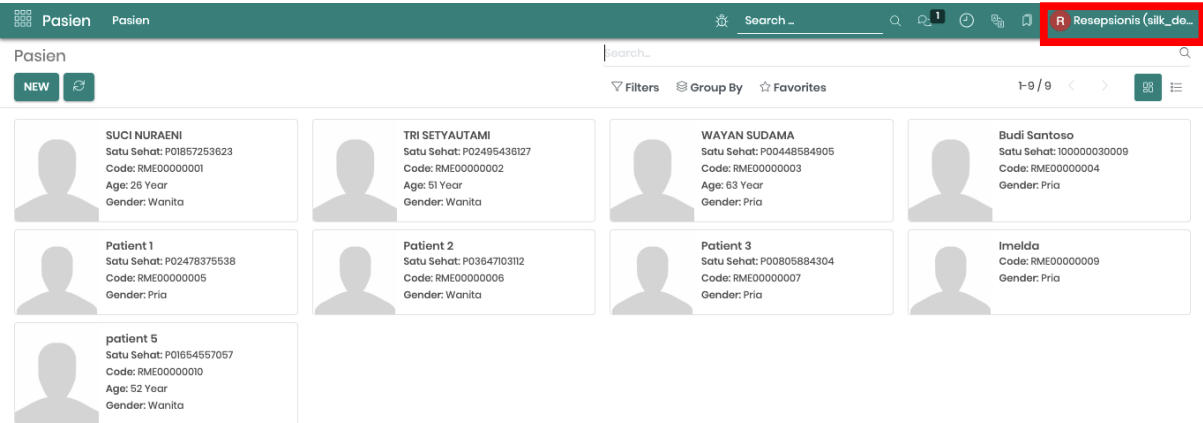 Pasien Pasien Search ... 1 R Resepsionis (silk_de...
Pasien Search...
NEW Filters Group By Favorites 1-9 / 9
SUCI NURAENI
Satu Sehat: P01857253623
Code: RME00000001
Age: 26 Year
Gender: Wanita
TRI SETYAUTAMI
Satu Sehat: P02495436127
Code: RME00000002
Age: 51 Year
Gender: Wanita
WAYAN SUDAMA
Satu Sehat: P00448584905
Code: RME00000003
Age: 63 Year
Gender: Pria
Budi Santoso
Satu Sehat: 100000030009
Code: RME00000004
Gender: Pria
Patient 1
Satu Sehat: P02478375538
Code: RME00000005
Gender: Pria
Patient 2
Satu Sehat: P03647103112
Code: RME00000006
Gender: Wanita
Patient 3
Satu Sehat: P00805884304
Code: RME00000007
Gender: Pria
Imelda
Code: RME00000009
Gender: Pria
patient 5
Satu Sehat: P01654557057
Code: RME00000010
Age: 52 Year
Gender: Wanita